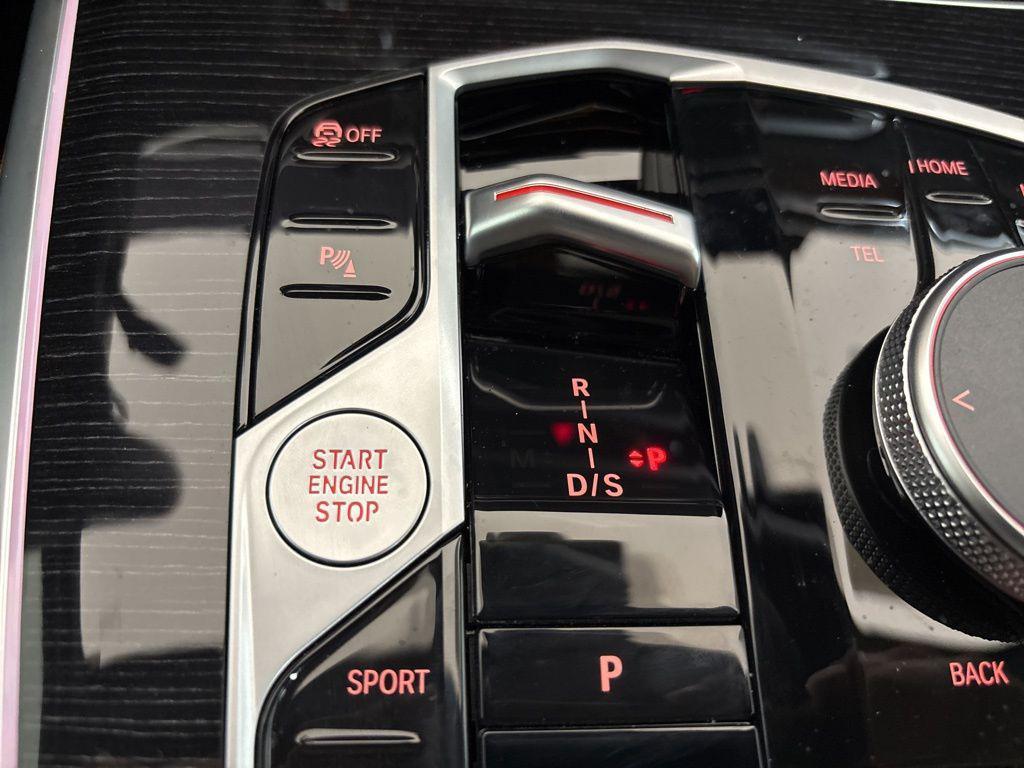 OFF
MEDIA
HOME
P
TEL
R
N
D/S
P
START
ENGINE
STOP
SPORT
P
BACK